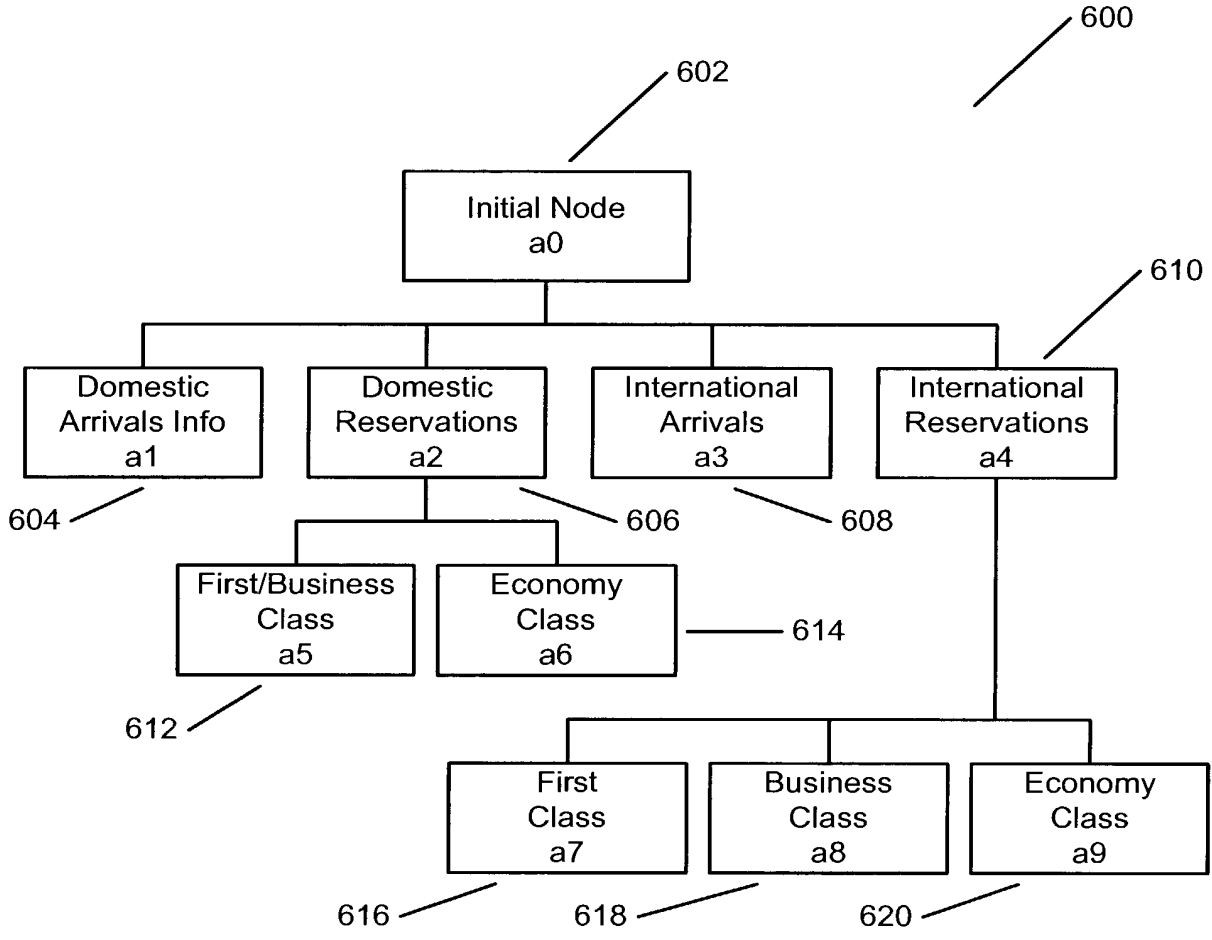 600
602
Initial Node
a0
610
Domestic
Arrivals Info
a1
Domestic
Reservations
a2
International
Arrivals
a3
International
Reservations
a4
604
606
608
First/Business
Class
a5
Economy
Class
a6
614
612
First
Class
a7
Business
Class
a8
Economy
Class
a9
616
618
620